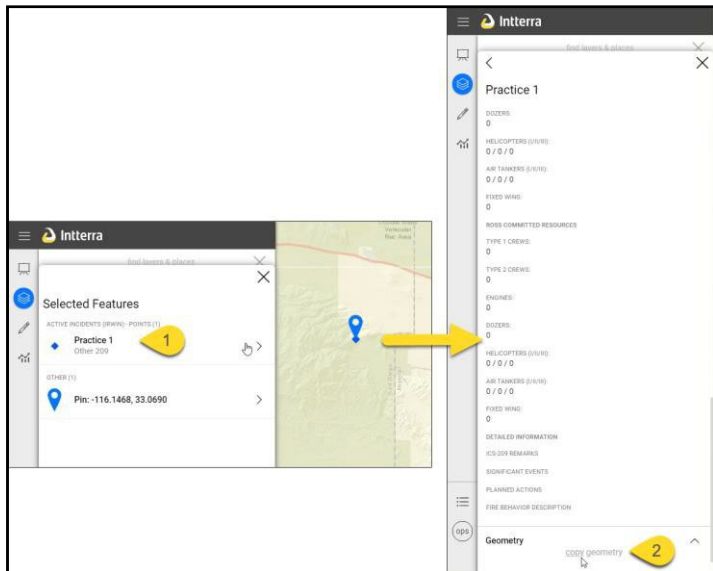 Intterra
find layers & places
Selected Features
ACTIVE INCIDENTS (IRWIN)- POINTS (1)
Practice 1
Other 209
1
OTHER (1)
Pin: -116.1468, 33.0690
Intterra
find layers & places
Practice 1
DOZERS:
0
HELICOPTERS (I/II/III):
0 / 0 / 0
AIR TANKERS (I/II/III):
0 / 0 / 0
FIXED WING:
0
ROSS COMMITTED RESOURCES
TYPE 1 CREWS:
0
TYPE 2 CREWS:
0
ENGINES:
0
DOZERS:
0
HELICOPTERS (I/II/III):
0 / 0 / 0
AIR TANKERS (I/II/III):
0 / 0 / 0
FIXED WING:
0
DETAILED INFORMATION
ICS-209 REMARKS
SIGNIFICANT EVENTS
PLANNED ACTIONS
FIRE BEHAVIOR DESCRIPTION
ops
Geometry
copy geometry
2